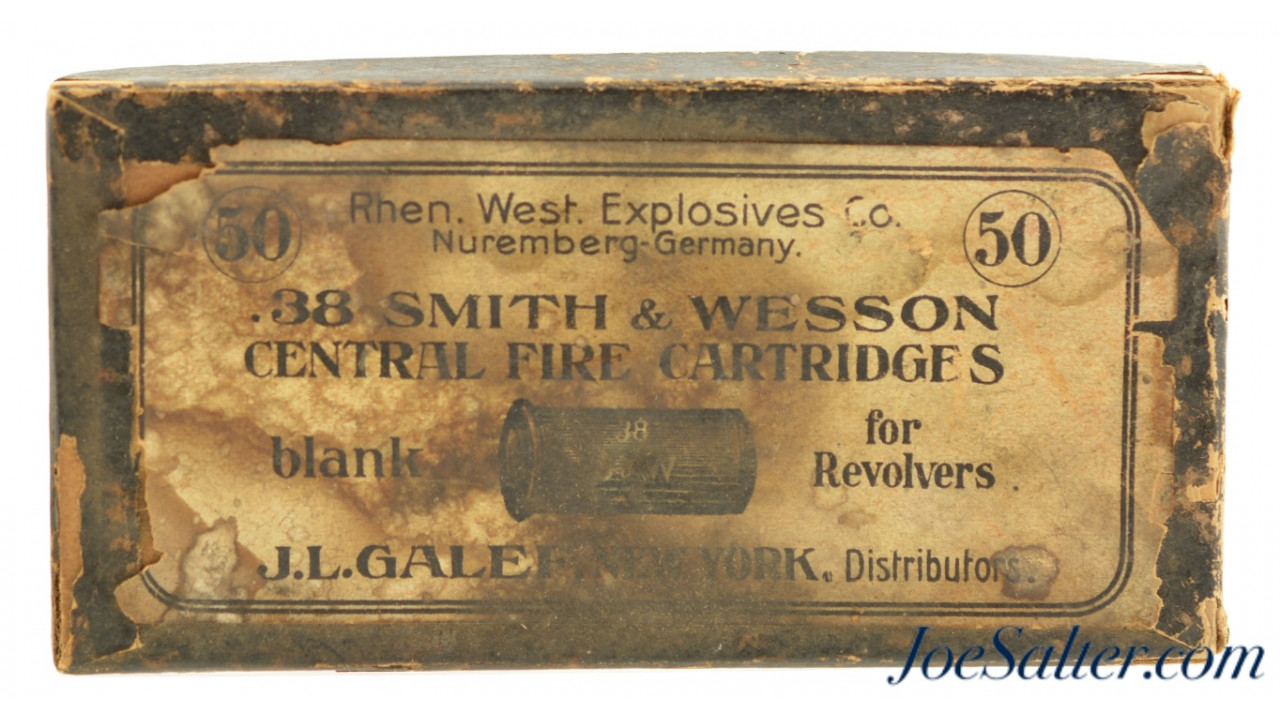 50 Rhen. West. Explosives Co. 50
Nuremberg-Germany.
.38 SMITH & WESSON
CENTRAL FIRE CARTRIDGES
blank
38
S&W
for
Revolvers.
J.L.GALEF, NEW YORK, Distributors.
JoeSalter.com